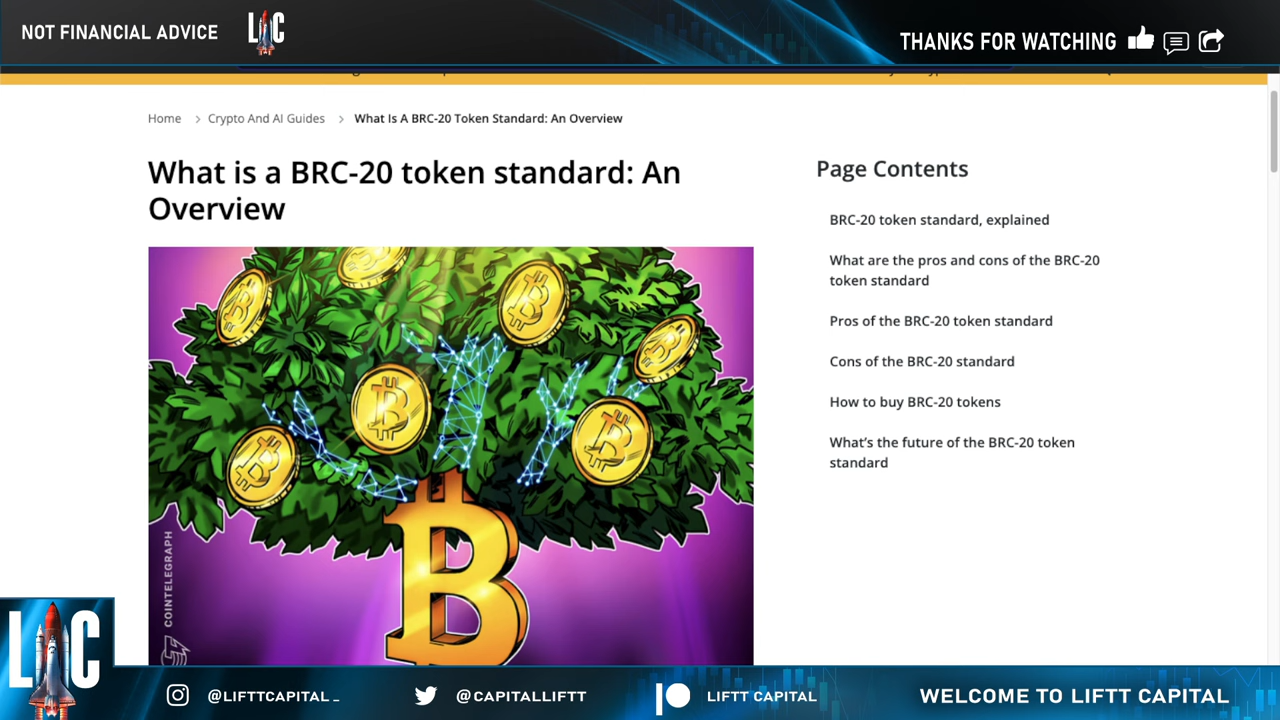 NOT FINANCIAL ADVICE
LC
THANKS FOR WATCHING
Home > Crypto And AI Guides > What Is A BRC-20 Token Standard: An Overview
What is a BRC-20 token standard: An
Overview
COINTELEGRAPH
Page Contents
BRC-20 token standard, explained
What are the pros and cons of the BRC-20
token standard
Pros of the BRC-20 token standard
Cons of the BRC-20 standard
How to buy BRC-20 tokens
What's the future of the BRC-20 token
standard
LC
@LIFTTCAPITAL_
@CAPITALLIFTT
LIFTT CAPITAL
WELCOME TO LIFTT CAPITAL